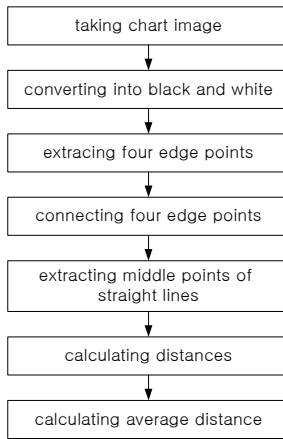 taking chart image
converting into black and white
extracing four edge points
connecting four edge points
extracting middle points of
straight lines
calculating distances
calculating average distance